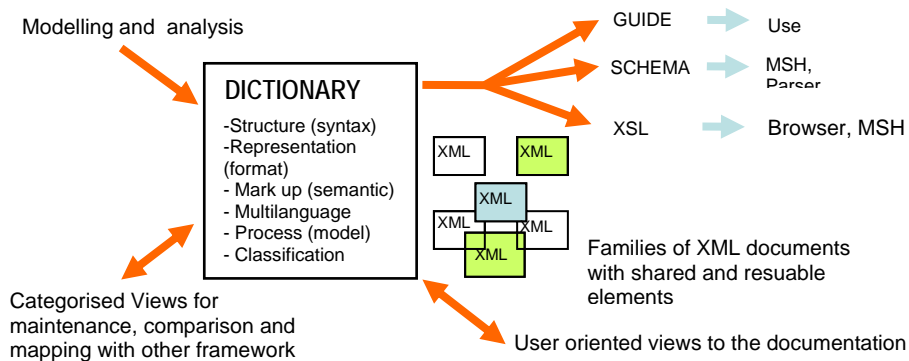 Modelling and analysis
GUIDE
Use
SCHEMA
MSH,
Parser
XSL
Browser, MSH
DICTIONARY
-Structure (syntax)
-Representation
(format)
- Mark up (semantic)
- Multilanguage
- Process (model)
- Classification
XML
XML
XML
XML
XML
XML
Families of XML documents
with shared and resuable
elements
Categorised Views for
maintenance, comparison and
mapping with other framework
User oriented views to the documentation